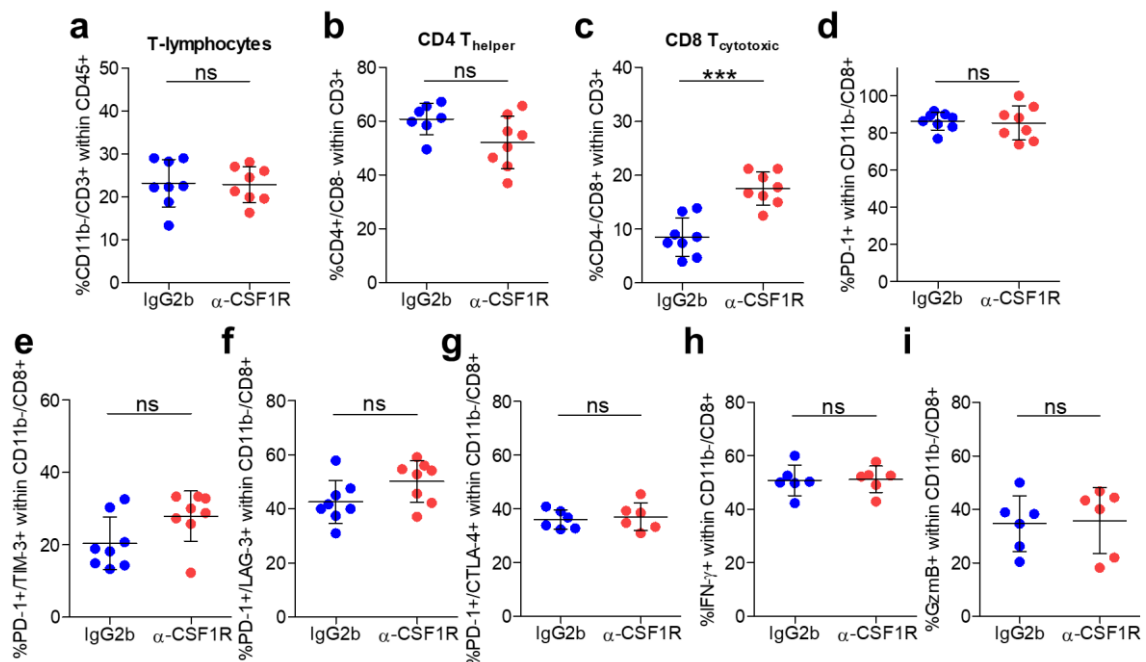 a
T-lymphocytes
%CD11b-/CD3+ within CD45+
50
40
30
20
10
0
ns
IgG2b
α-CSF1R
b
CD4 Thelper
%CD4+/CD8- within CD3+
80
60
40
20
0
ns
IgG2b
α-CSF1R
c
CD8 Tcytotoxic
%CD4-/CD8+ within CD3+
40
30
20
10
0
***
IgG2b
α-CSF1R
d
%PD-1+ within CD11b-/CD8+
100
80
60
40
20
0
ns
IgG2b
α-CSF1R
e
%PD-1+/TIM-3+ within CD11b-/CD8+
60
40
20
0
ns
IgG2b
α-CSF1R
f
%PD-1+/LAG-3+ within CD11b-/CD8+
80
60
40
20
0
ns
IgG2b
α-CSF1R
g
%PD-1+/CTLA-4+ within CD11b-/CD8+
80
60
40
20
0
ns
IgG2b
α-CSF1R
h
%IFN-γ+ within CD11b-/CD8+
80
60
40
20
0
ns
IgG2b
α-CSF1R
i
%GzmB+ within CD11b-/CD8+
80
60
40
20
0
ns
IgG2b
α-CSF1R